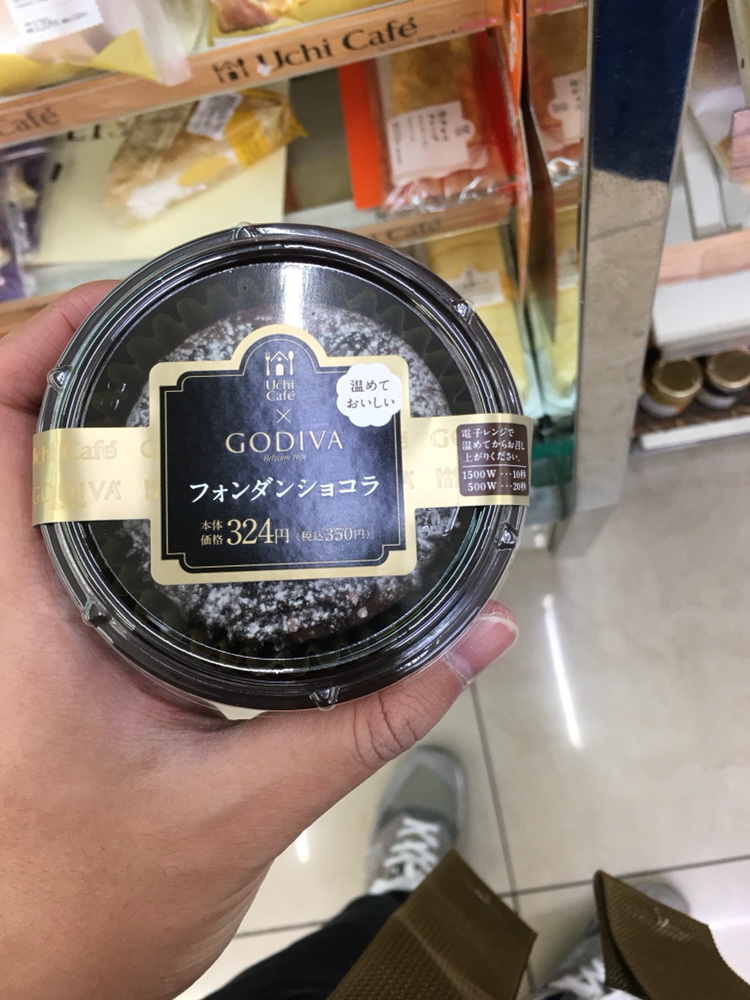 Uchi Café
Café
Café
Uchi
Café
×
GODIVA
Belgium 1926
温めて
おいしい
フォンダンショコラ
本体
価格 324円 (税込350円)
電子レンジで
温めてからお召し
上がりください。
1500W…10秒
500W…20秒
Café
GODIVA